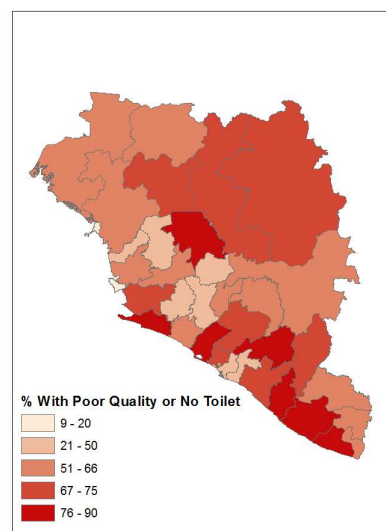 % With Poor Quality or No Toilet
9 - 20
21 - 50
51 - 66
67 - 75
76 - 90